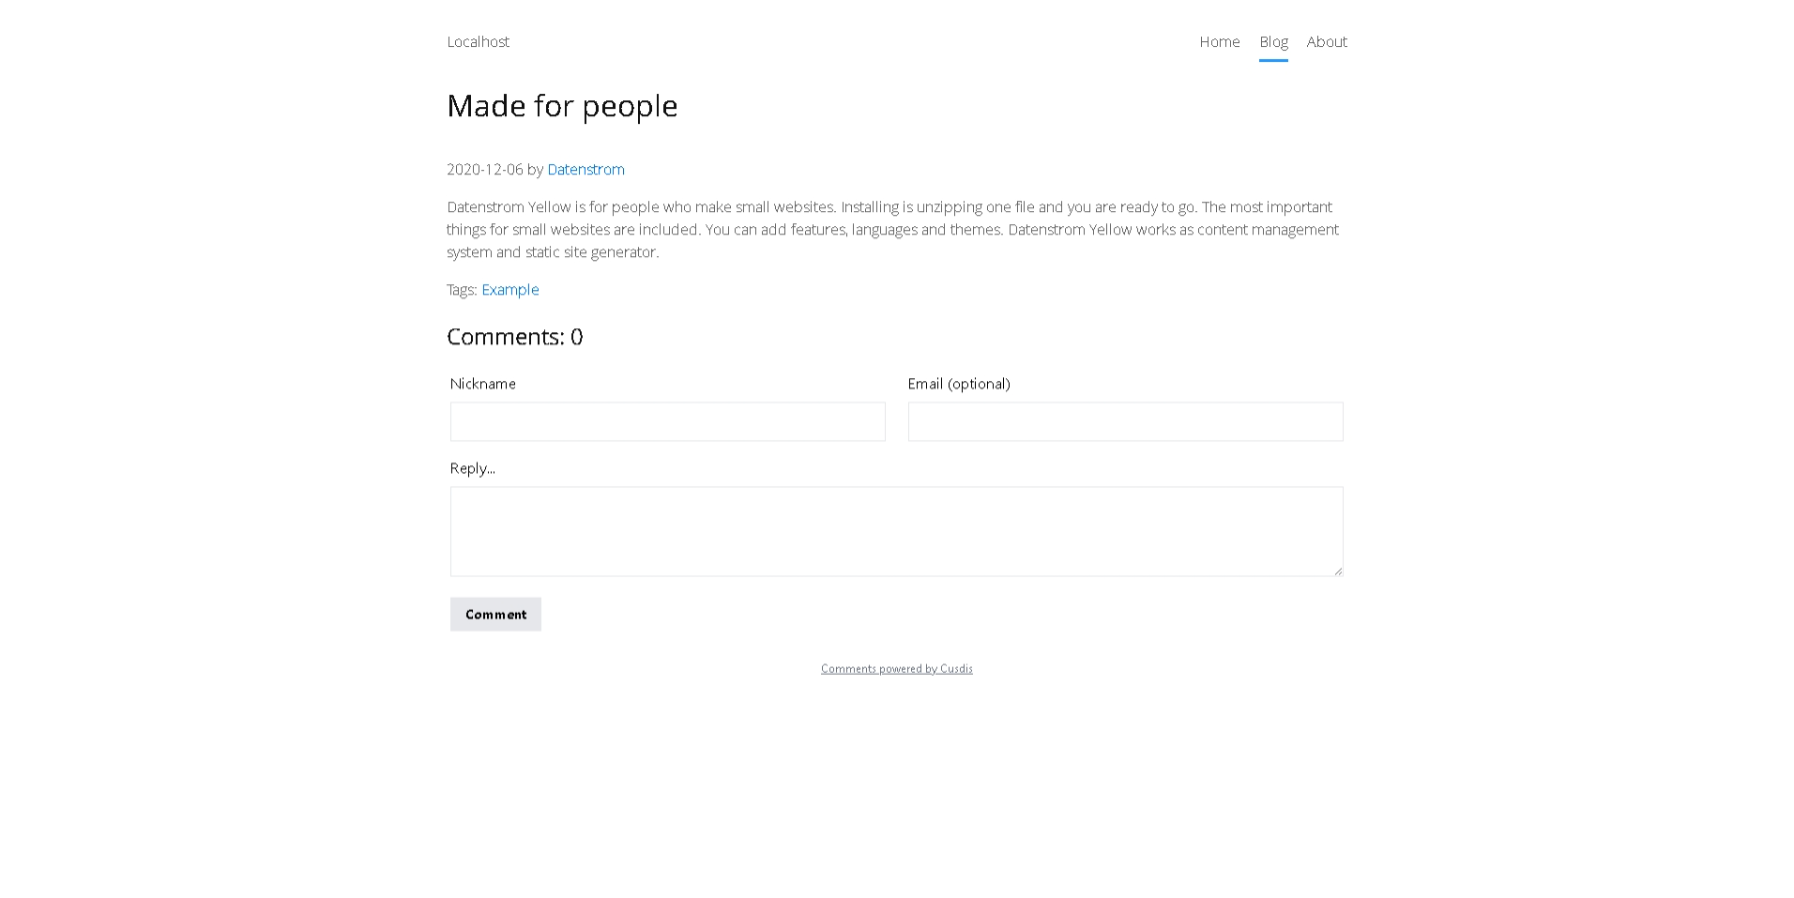 Localhost
Home Blog About
Made for people
2020-12-06 by Datenstrom
Datenstrom Yellow is for people who make small websites. Installing is unzipping one file and you are ready to go. The most important
things for small websites are included. You can add features, languages and themes. Datenstrom Yellow works as content management
system and static site generator.
Tags: Example
Comments: 0
Nickname
Email (optional)
Reply...
Comment
Comments powered by Cusdis